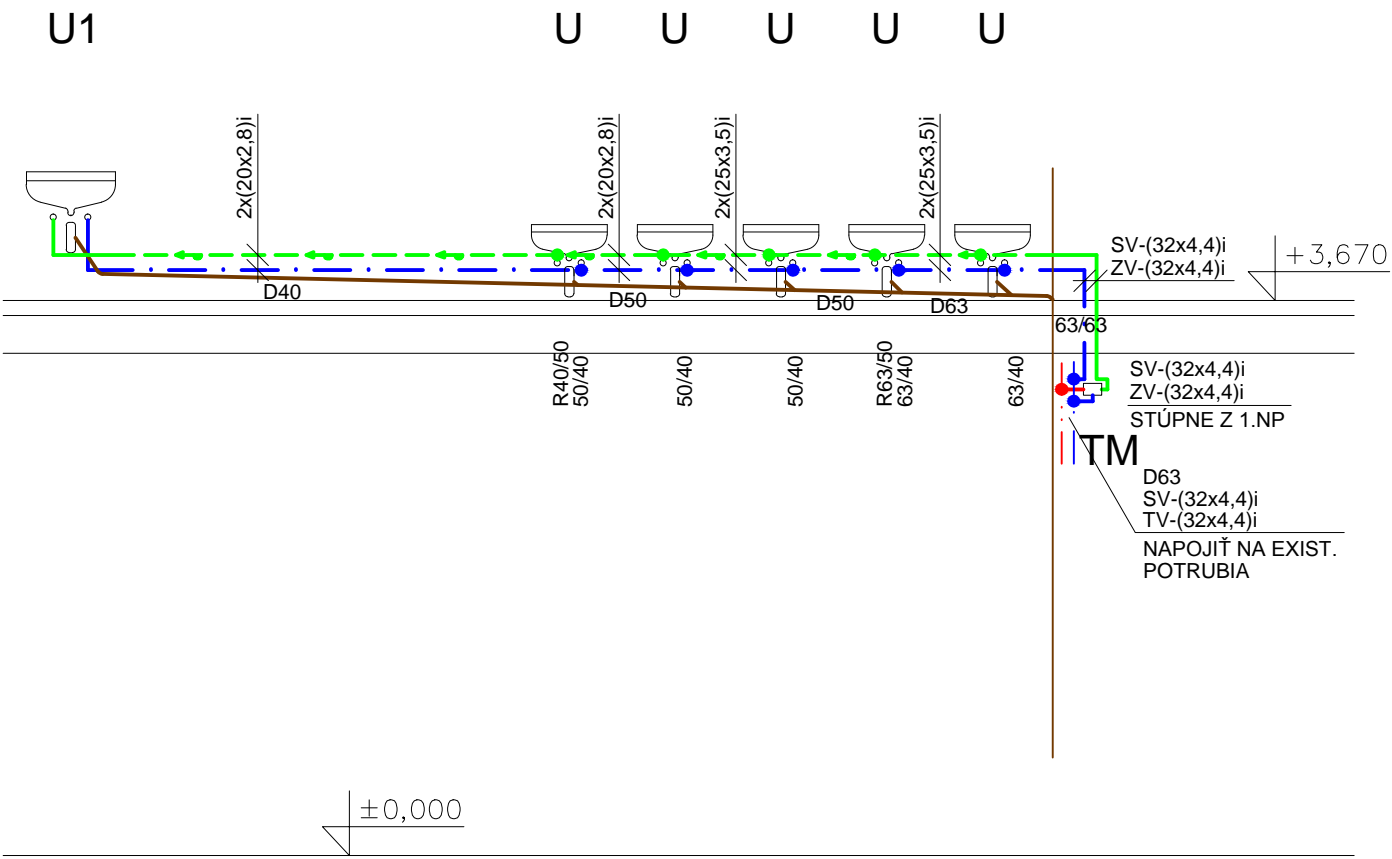 U1 U U U U U
2x(20x2,8)i
2x(20x2,8)i
2x(25x3,5)i
2x(25x3,5)i
SV-(32x4,4)i
ZV-(32x4,4)i
+3,670
D40
D50
D50
D63
63/63
R40/50
50/40
50/40
50/40
R63/50
63/40
63/40
SV-(32x4,4)i
ZV-(32x4,4)i
STÚPNE Z 1.NP
TM
D63
SV-(32x4,4)i
TV-(32x4,4)i
NAPOJIŤ NA EXIST.
POTRUBIA
±0,000